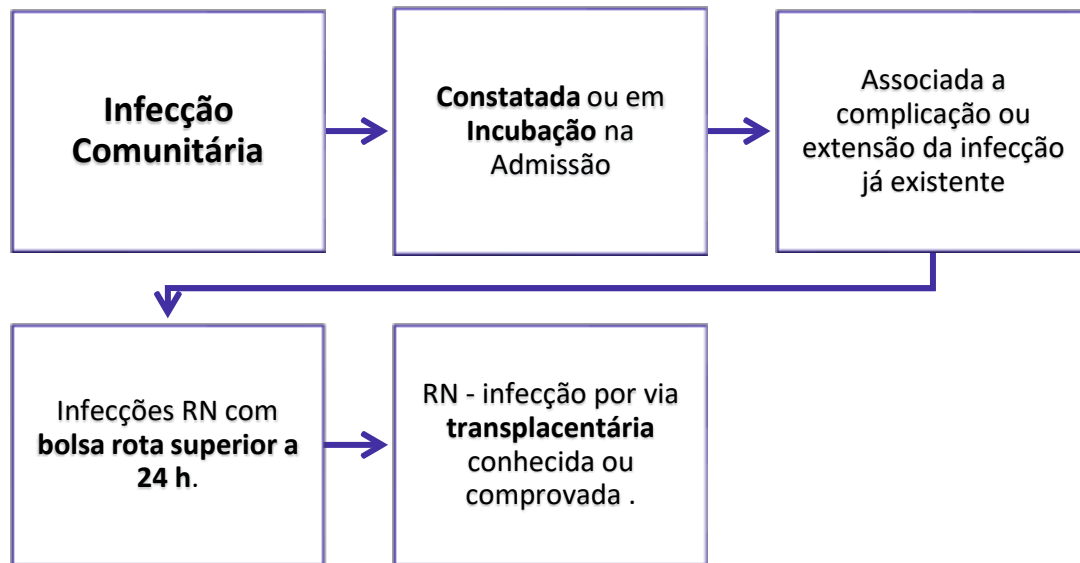 Infecção
Comunitária
Constatada ou em
Incubação na
Admissão
Associada a
complicação ou
extensão da infecção
já existente
Infecções RN com
bolsa rota superior a
24 h.
RN - infecção por via
transplacentária
conhecida ou
comprovada .